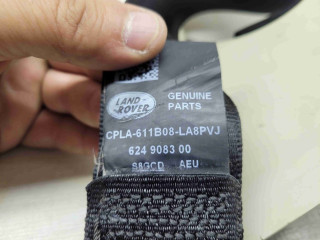 LAND
ROVER
GENUINE
PARTS
CPLA-611B08-LA8PVJ
624 9083 00
AEU